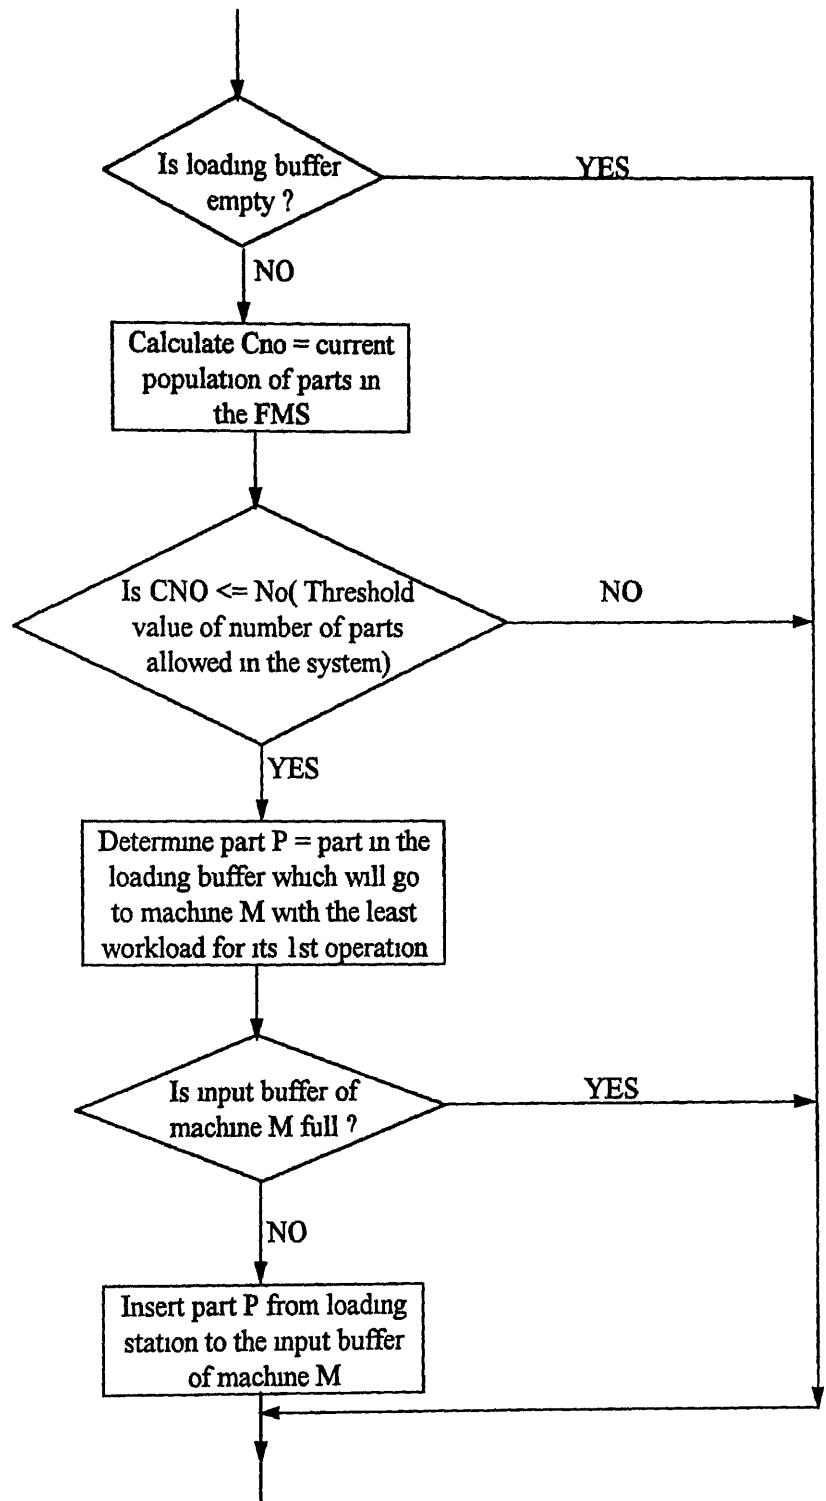 Is loading buffer
YES
empty ?
NO
Calculate Cno = current
population of parts in
the FMS
Is CNO <= No( Threshold
NO
value of number of parts
allowed in the system)
YES
Determine part P = part in the
loading buffer which will go
to machine M with the least
workload for its 1st operation
Is input buffer of
YES
machine M full ?
NO
Insert part P from loading
station to the input buffer
of machine M